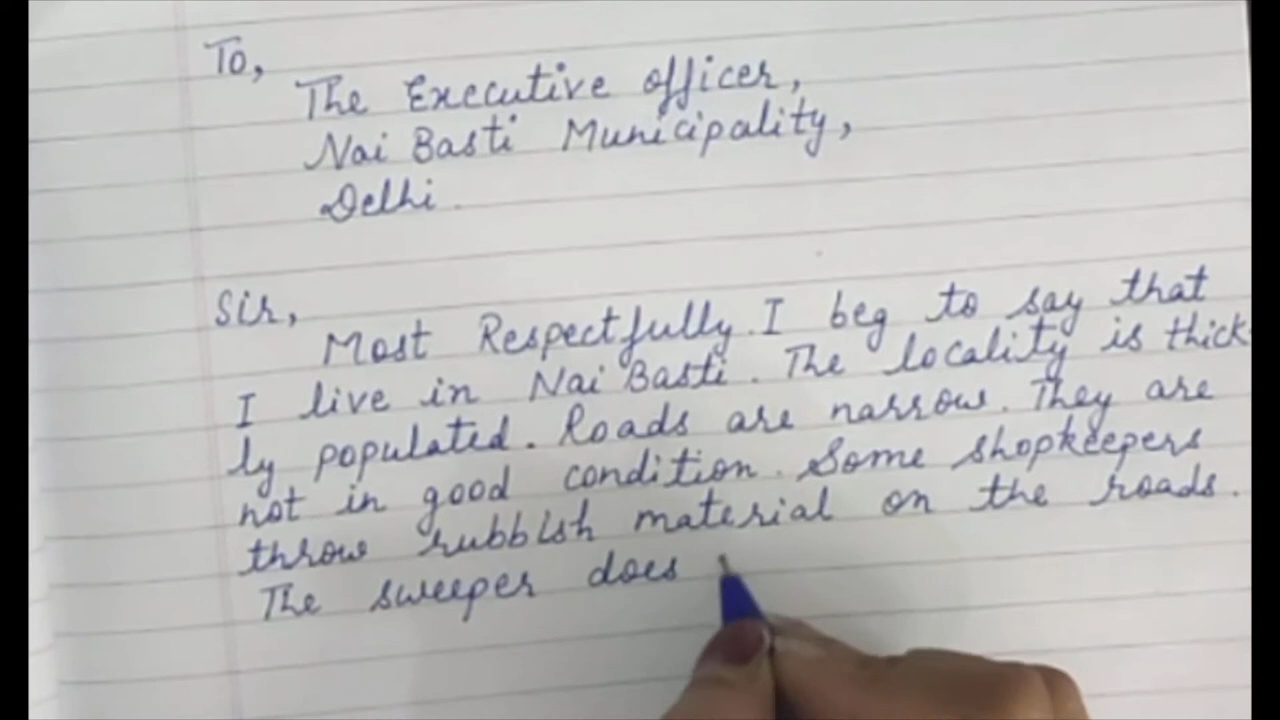 To,
The Executive officer,
Nai Basti Municipality,
Delhi.
Sir,
Most Respectfully I beg to say that
I live in Nai Basti. The locality is thick-
ly populated. Roads are narrow. They are
not in good condition. Some shopkeepers
throw rubbish material on the roads.
The sweeper does